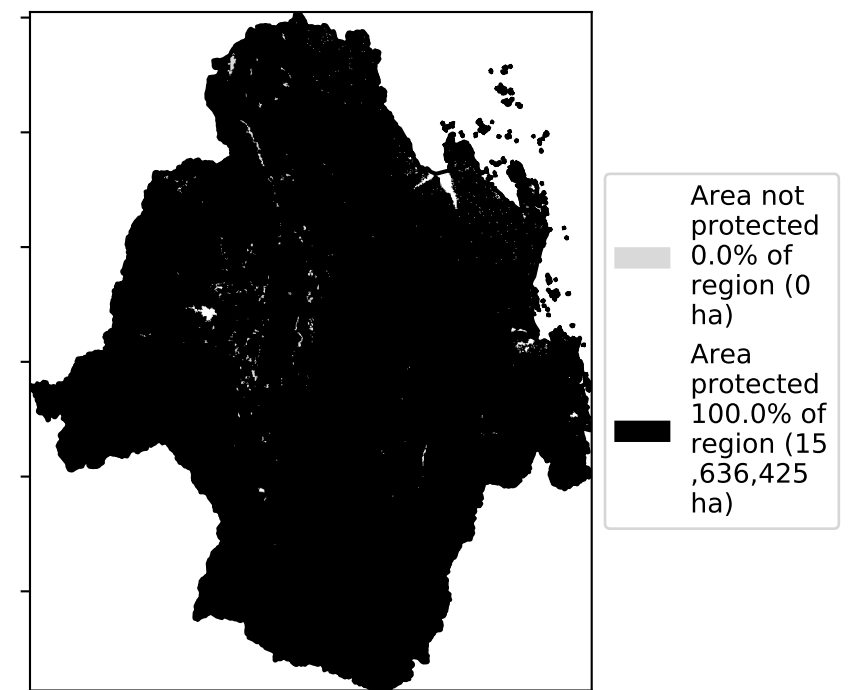 Area not
protected
0.0% of
region (0
ha)
Area
protected
100.0% of
region (15
,636,425
ha)